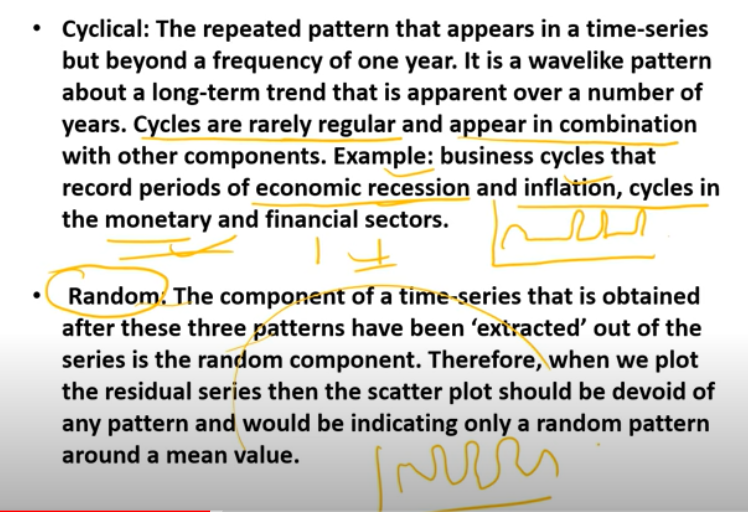 • Cyclical: The repeated pattern that appears in a time-series
but beyond a frequency of one year. It is a wavelike pattern
about a long-term trend that is apparent over a number of
years. Cycles are rarely regular and appear in combination
with other components. Example: business cycles that
record periods of economic recession and inflation, cycles in
the monetary and financial sectors.
• Random: The component of a time-series that is obtained
after these three patterns have been ‘extracted’ out of the
series is the random component. Therefore, when we plot
the residual series then the scatter plot should be devoid of
any pattern and would be indicating only a random pattern
around a mean value.